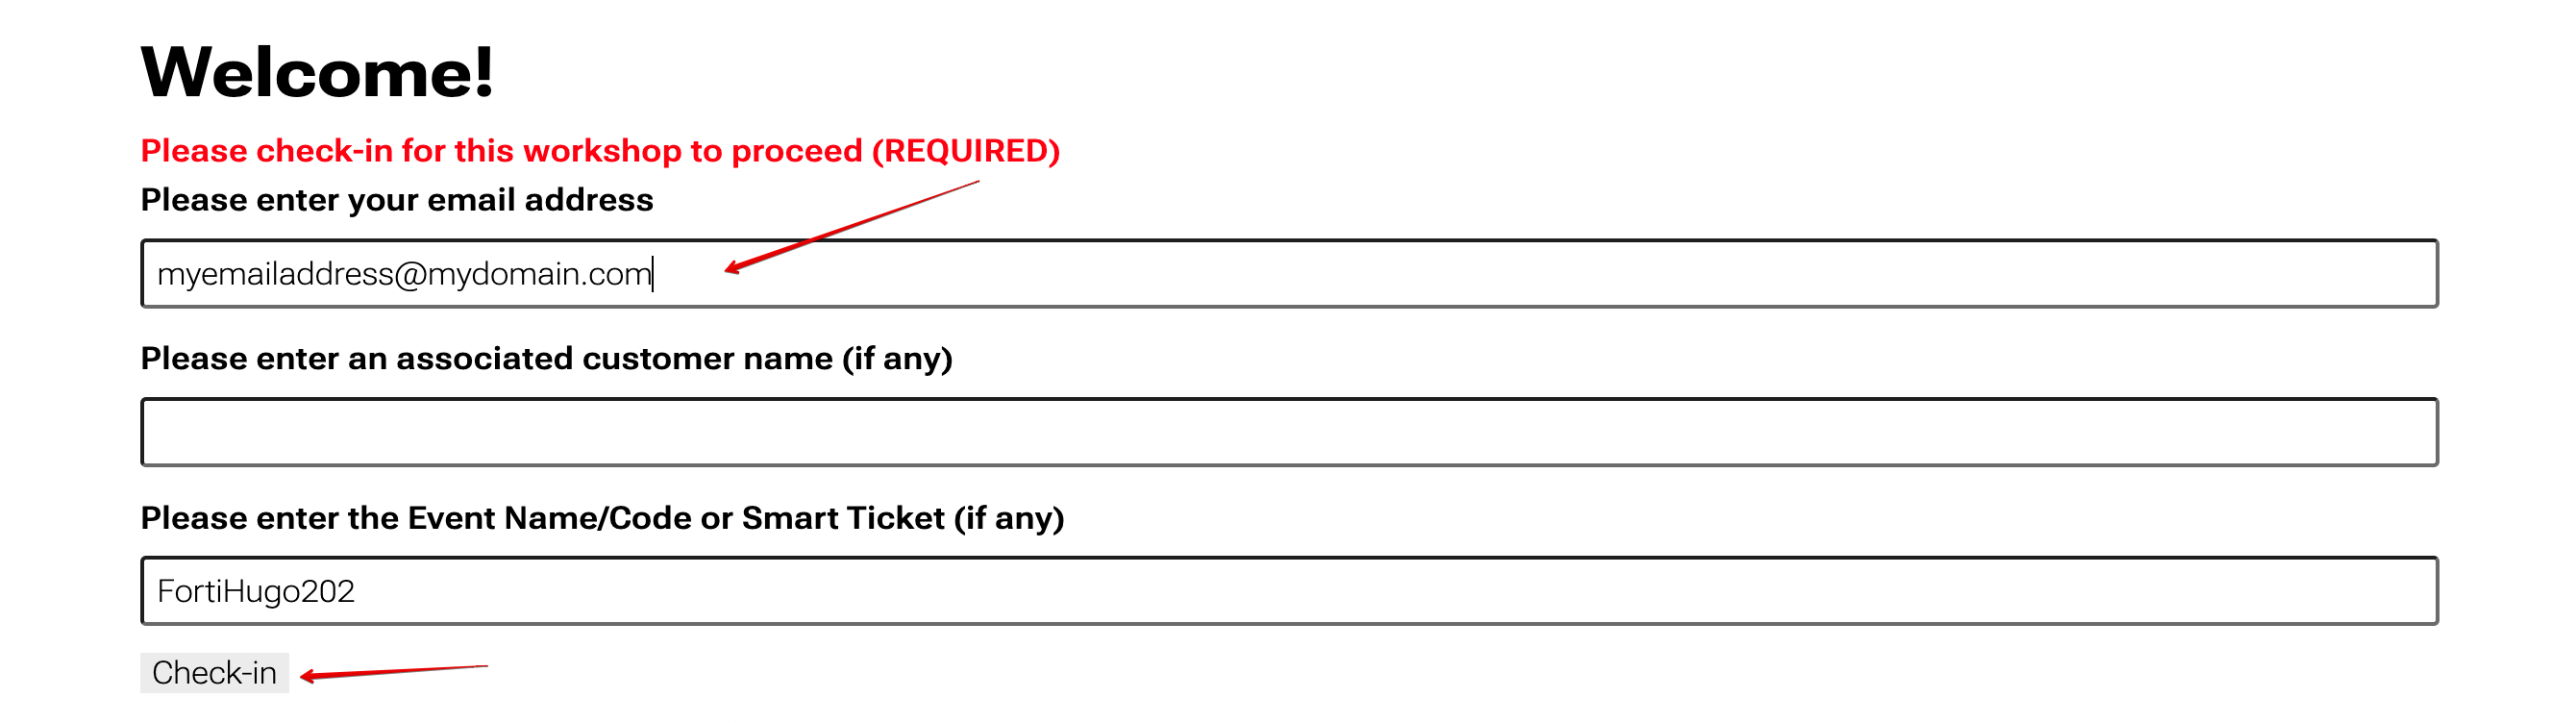 Welcome!
Please check-in for this workshop to proceed (REQUIRED)
Please enter your email address
myemailaddress@mydomain.com
Please enter an associated customer name (if any)
Please enter the Event Name/Code or Smart Ticket (if any)
FortiHugo202
Check-in